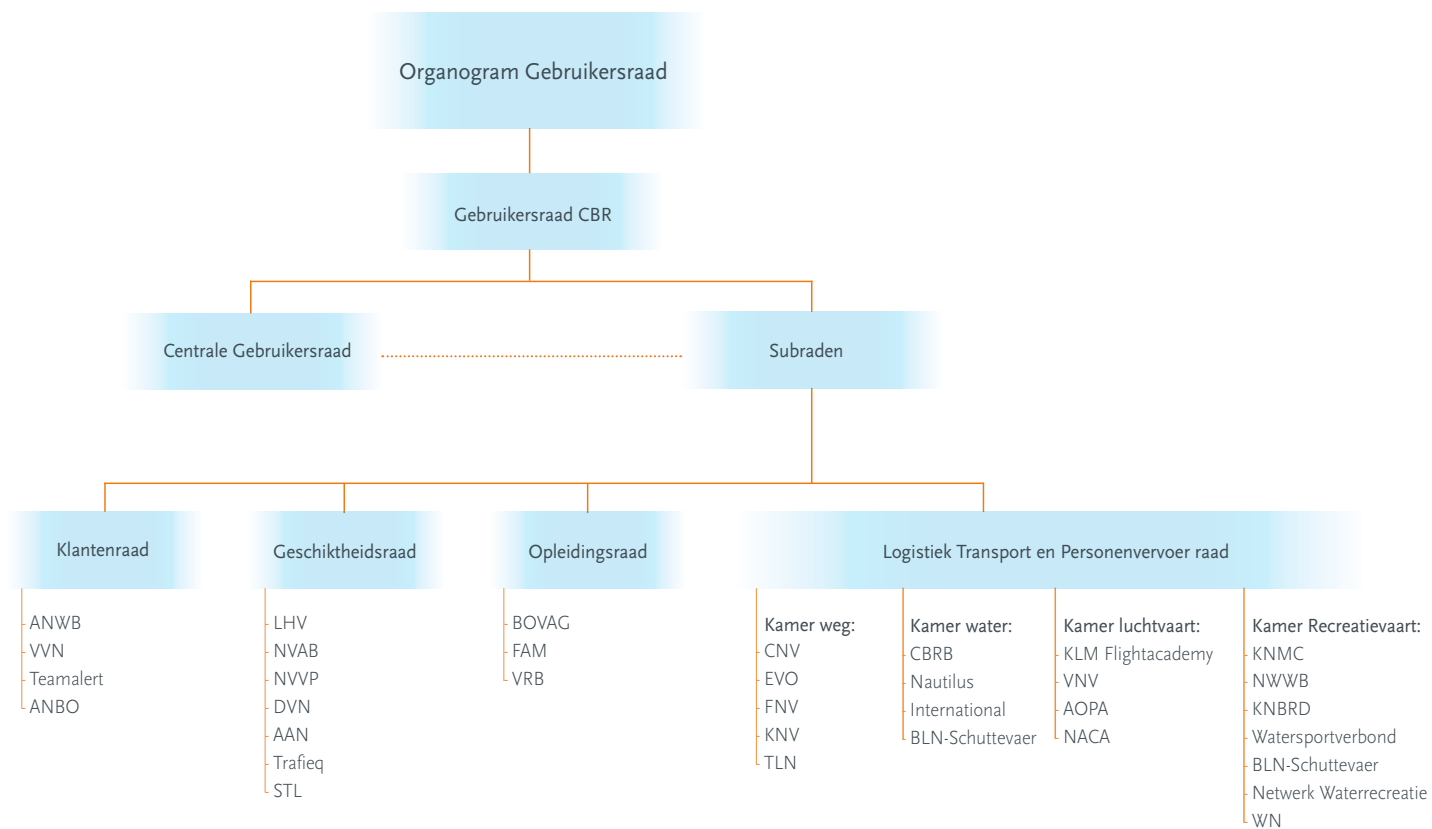 Organogram Gebruikersraad
Gebruikersraad CBR
Centrale Gebruikersraad
Subraden
Klantenraad
ANWB
VVN
Teamalert
ANBO
Geschiktheidsraad
LHV
NVAB
NVVP
DVN
AAN
Trafieq
STL
Opleidingsraad
BOVAG
FAM
VRB
Logistiek Transport en Personenvervoer raad
Kamer weg:
CNV
EVO
FNV
KNV
TLN
Kamer water:
CBRB
Nautilus
International
BLN-Schuttevaer
Kamer luchtvaart:
KLM Flightacademy
VNV
AOPA
NACA
Kamer Recreatievaart:
KNMC
NWWB
KNBRD
Watersportverbond
BLN-Schuttevaer
Netwerk Waterrecreatie
WN